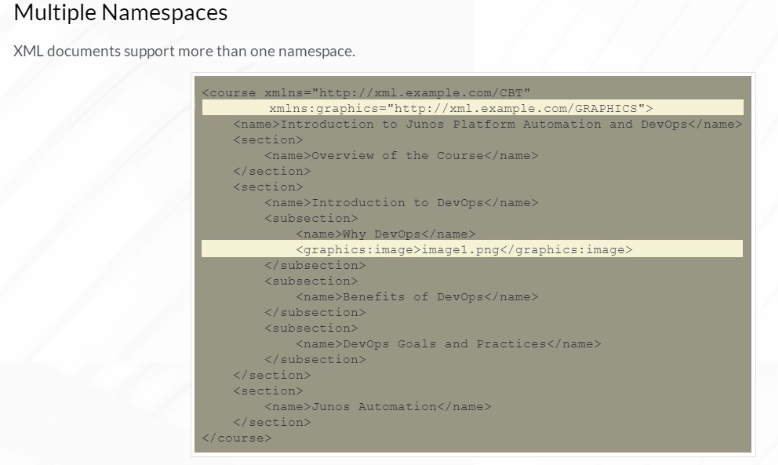 Multiple Namespaces
XML documents support more than one namespace.
<course xmlns="http://xml.example.com/CBT"
xmlns:graphics="http://xml.example.com/GRAPHICS">
<name>Introduction to Junos Platform Automation and DevOps</name>
<section>
<name>Overview of the Course</name>
</section>
<section>
<name>Introduction to DevOps</name>
<subsection>
<name>Why DevOps</name>
<graphics:image>image1.png</graphics:image>
</subsection>
<subsection>
<name>Benefits of DevOps</name>
</subsection>
<subsection>
<name>DevOps Goals and Practices</name>
</subsection>
</section>
<section>
<name>Junos Automation</name>
</section>
</course>